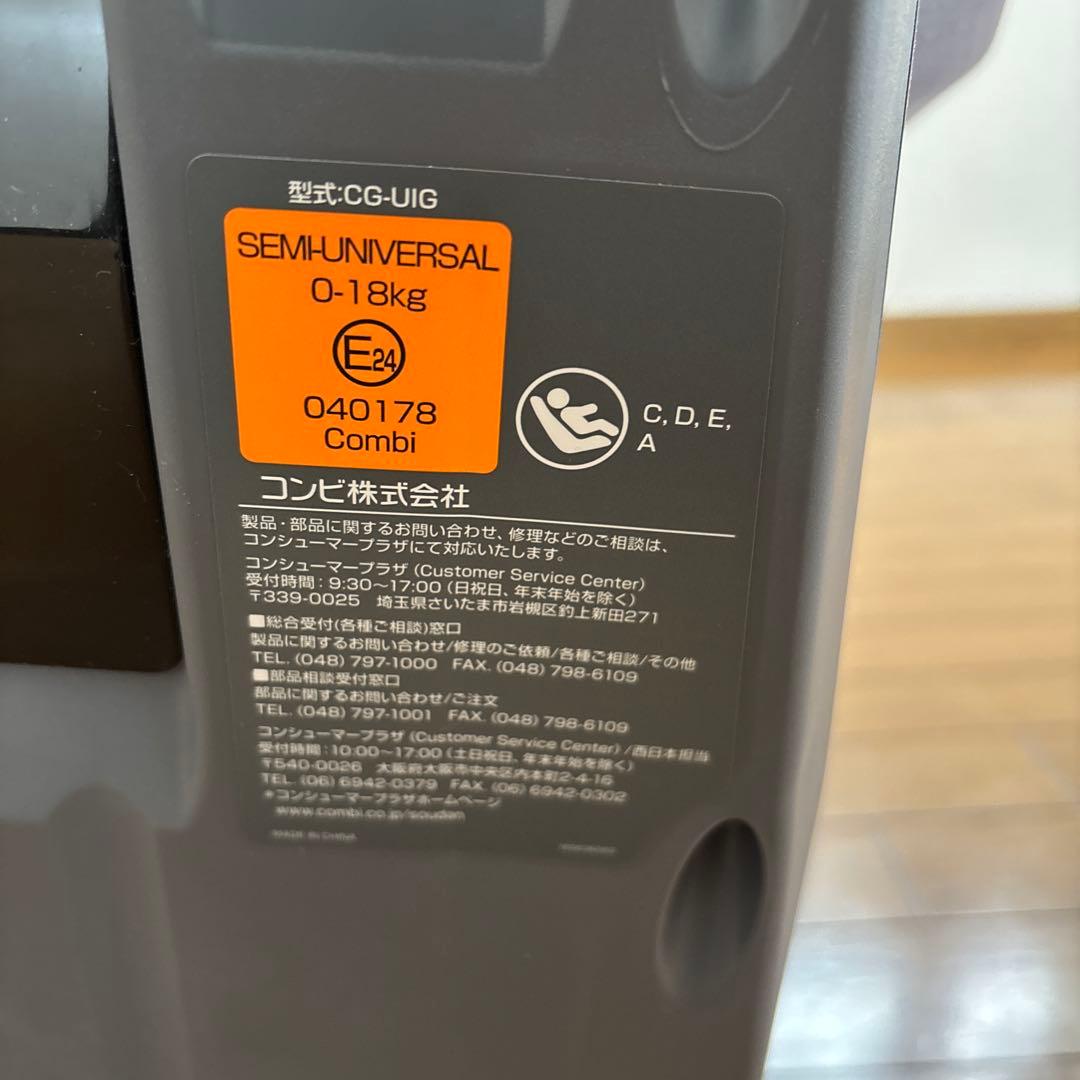 型式:CG-UIG
SEMI-UNIVERSAL
0-18kg
E24
040178
Combi
C, D, E,
A
コンビ株式会社
製品・部品に関するお問い合わせ、修理などのご相談は、
コンシューマープラザにて対応いたします。
コンシューマープラザ (Customer Service Center)
受付時間：9:30～17:00 (日祝日、年末年始を除く)
〒339-0025 埼玉県さいたま市岩槻区釣上新田271
■総合受付(各種ご相談)窓口
製品に関するお問い合わせ/修理のご依頼/各種ご相談/その他
TEL. (048) 797-1000 FAX. (048) 798-6109
■部品相談受付窓口
部品に関するお問い合わせ/ご注文
TEL. (048) 797-1001 FAX. (048) 798-6109
コンシューマープラザ (Customer Service Center) /西日本担当
受付時間：10:00～17:00 (土日祝日、年末年始を除く)
〒540-0026 大阪府大阪市中央区内本町2-4-16
TEL. (06) 6942-0379 FAX. (06) 6942-0302
＊コンシューマープラザホームページ
www.combi.co.jp/soudan
MADE IN CHINA